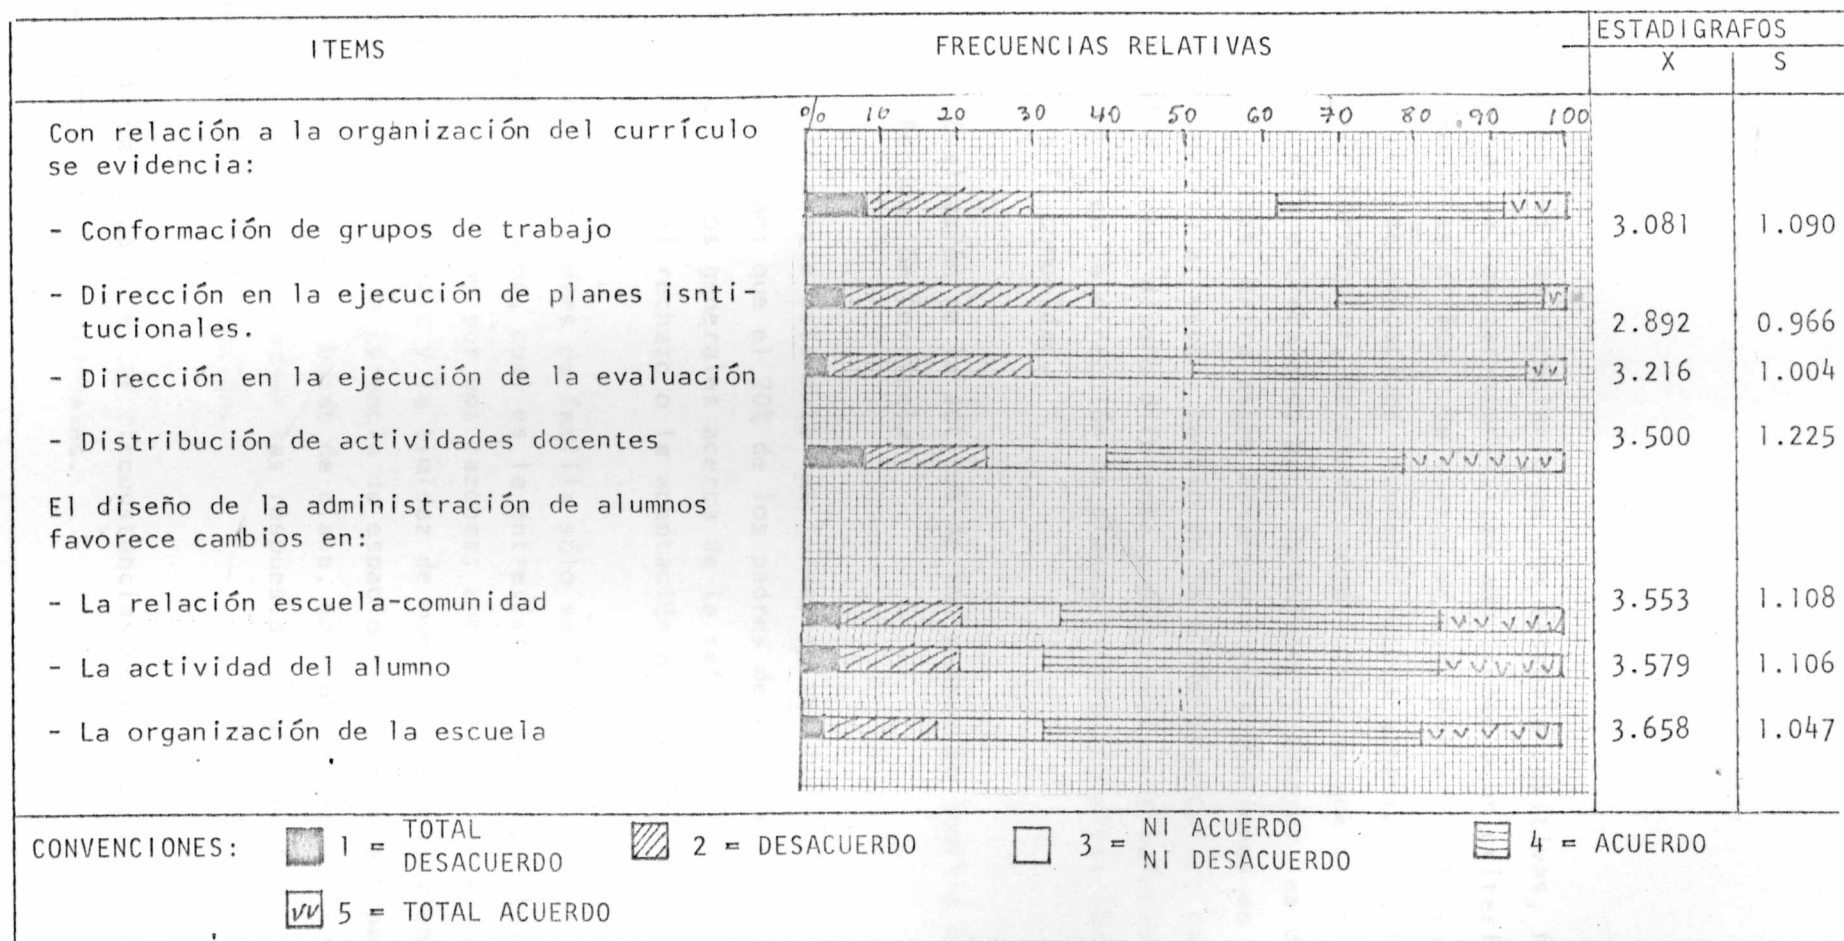 ITEMS FRECUENCIAS RELATIVAS ESTADIGRAFOS
X S
% 10 20 30 40 50 60 70 80 90 100
Con relación a la organización del currículo
se evidencia:
- Conformación de grupos de trabajo 3.081 1.090
- Dirección en la ejecución de planes isnti-
tucionales. 2.892 0.966
- Dirección en la ejecución de la evaluación 3.216 1.004
- Distribución de actividades docentes 3.500 1.225
El diseño de la administración de alumnos
favorece cambios en:
- La relación escuela-comunidad 3.553 1.108
- La actividad del alumno 3.579 1.106
- La organización de la escuela 3.658 1.047
CONVENCIONES: 1 = TOTAL DESACUERDO 2 = DESACUERDO 3 = NI ACUERDO NI DESACUERDO 4 = ACUERDO
5 = TOTAL ACUERDO